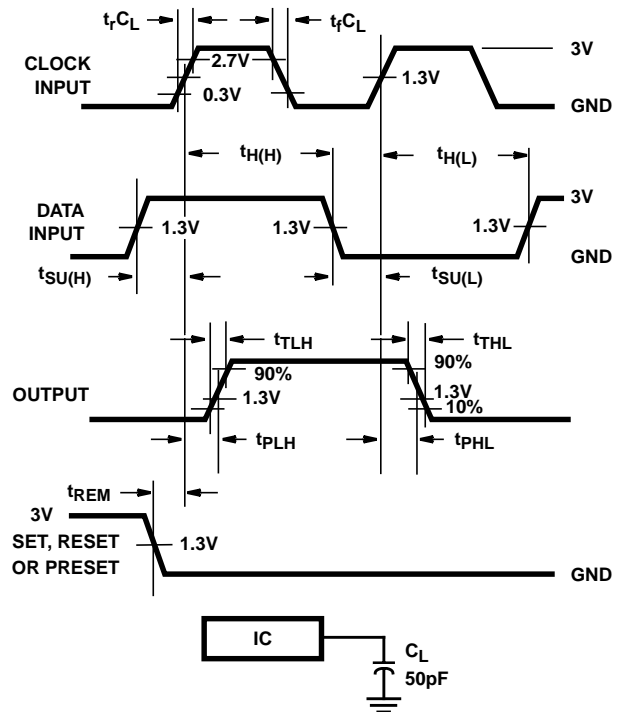 t_rC_L
t_fC_L
CLOCK
INPUT
2.7V
0.3V
1.3V
3V
GND
t_H(H)
t_H(L)
DATA
INPUT
1.3V
1.3V
1.3V
3V
GND
t_SU(H)
t_SU(L)
t_TLH
t_THL
OUTPUT
90%
1.3V
90%
1.3V
10%
t_PLH
t_PHL
t_REM
3V
SET, RESET
OR PRESET
1.3V
GND
IC
C_L
50pF